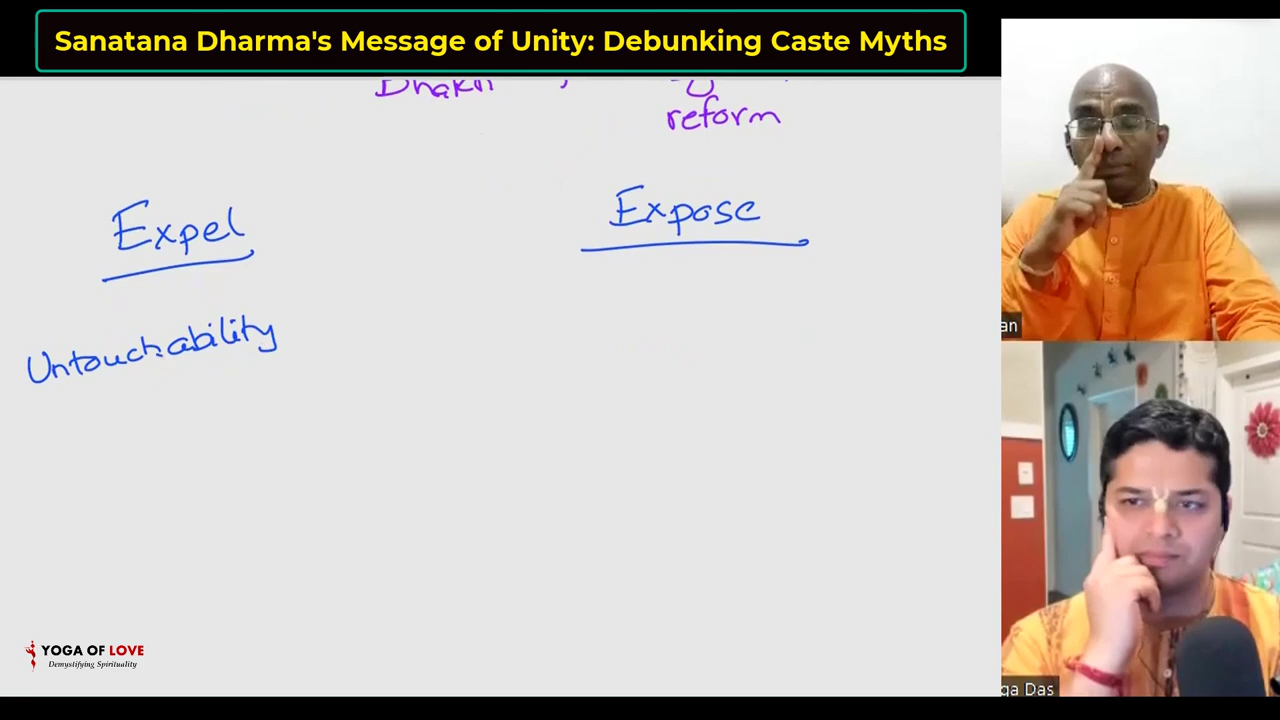 Sanatana Dharma's Message of Unity: Debunking Caste Myths
reform
Expel
Expose
Untouchability
YOGA OF LOVE
Demystifying Spirituality
an
ga Das